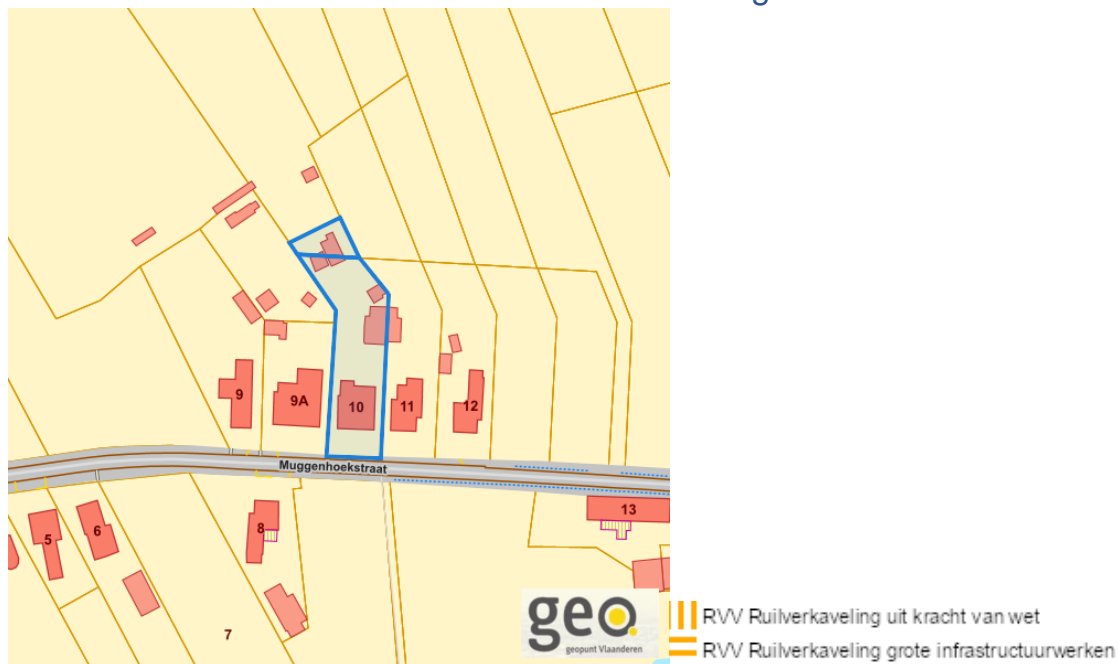 9
9A
10
11
12
Muggenhoekstraat
13
5
6
8
7
geo
geopunt Vlaanderen
RVV Ruilverkaveling uit kracht van wet
RVV Ruilverkaveling grote infrastructuurwerken